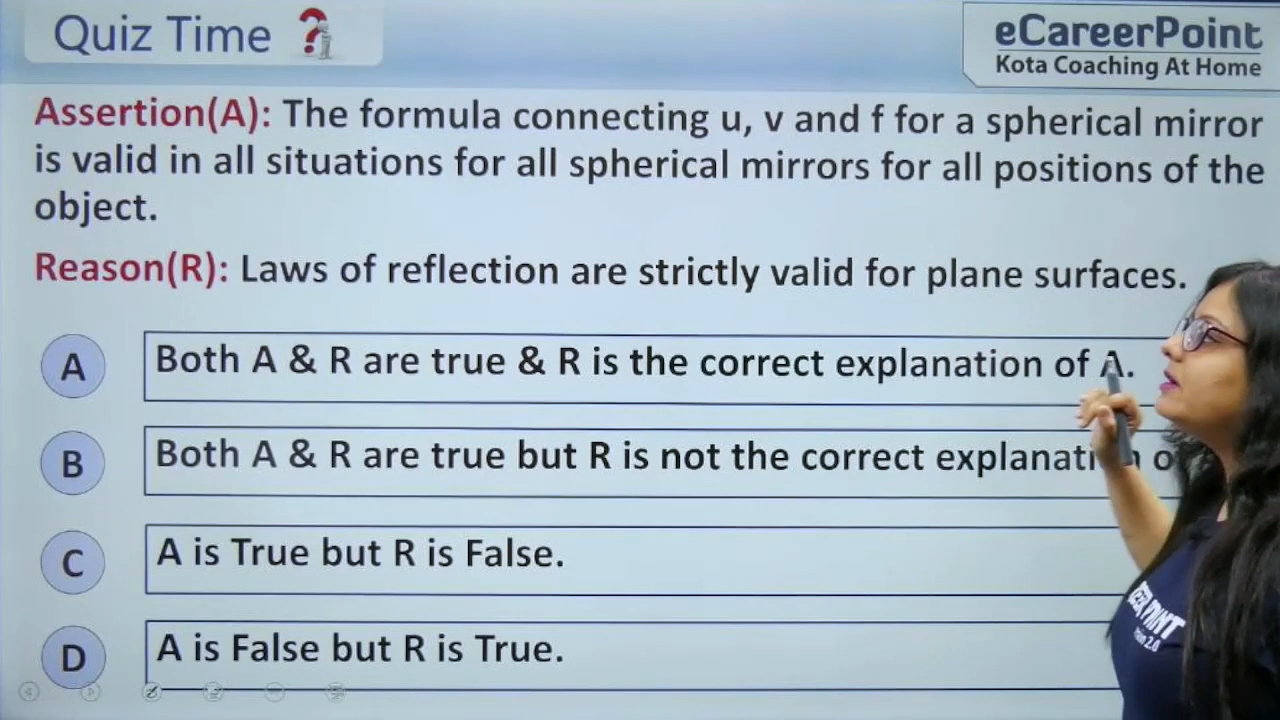 Quiz Time
eCareerPoint
Kota Coaching At Home
Assertion(A): The formula connecting u, v and f for a spherical mirror
is valid in all situations for all spherical mirrors for all positions of the
object.
Reason(R): Laws of reflection are strictly valid for plane surfaces.
A Both A & R are true & R is the correct explanation of A.
B Both A & R are true but R is not the correct
C A is True but R is False.
D A is False but R is True.
POINT